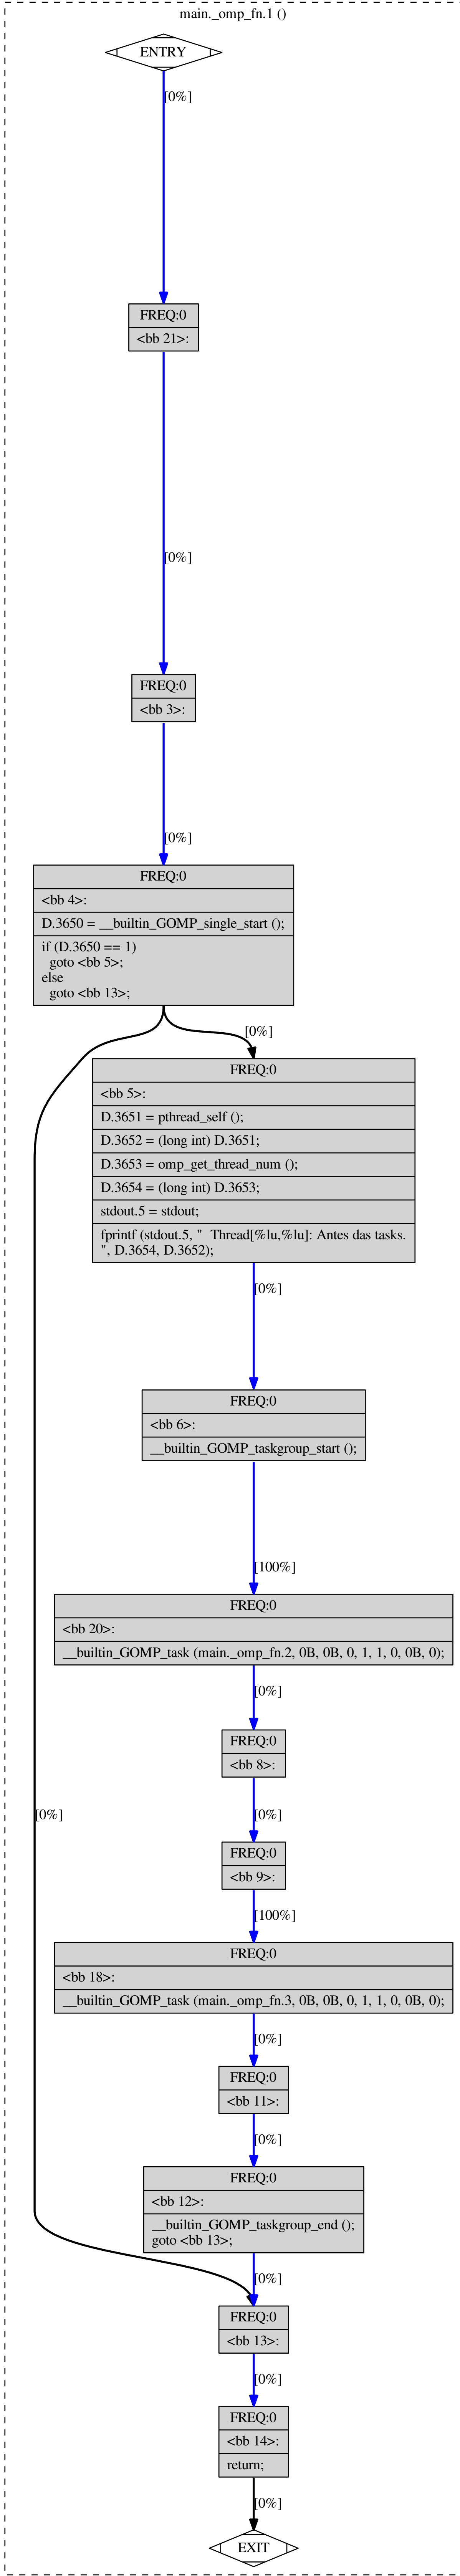 main._omp_fn.1 ()
ENTRY
[0%]
FREQ:0
<bb 21>:
[0%]
FREQ:0
<bb 3>:
[0%]
FREQ:0
<bb 4>:
D.3650 = __builtin_GOMP_single_start ();
if (D.3650 == 1)
goto <bb 5>;
else
goto <bb 13>;
[0%]
FREQ:0
<bb 5>:
D.3651 = pthread_self ();
D.3652 = (long int) D.3651;
D.3653 = omp_get_thread_num ();
D.3654 = (long int) D.3653;
stdout.5 = stdout;
fprintf (stdout.5, "  Thread[%lu,%lu]: Antes das tasks.
", D.3654, D.3652);
[0%]
FREQ:0
<bb 6>:
__builtin_GOMP_taskgroup_start ();
[100%]
FREQ:0
<bb 20>:
__builtin_GOMP_task (main._omp_fn.2, 0B, 0B, 0, 1, 1, 0, 0B, 0);
[0%]
FREQ:0
<bb 8>:
[0%]
[0%]
FREQ:0
<bb 9>:
[100%]
FREQ:0
<bb 18>:
__builtin_GOMP_task (main._omp_fn.3, 0B, 0B, 0, 1, 1, 0, 0B, 0);
[0%]
FREQ:0
<bb 11>:
[0%]
FREQ:0
<bb 12>:
__builtin_GOMP_taskgroup_end ();
goto <bb 13>;
[0%]
FREQ:0
<bb 13>:
[0%]
FREQ:0
<bb 14>:
return;
[0%]
EXIT